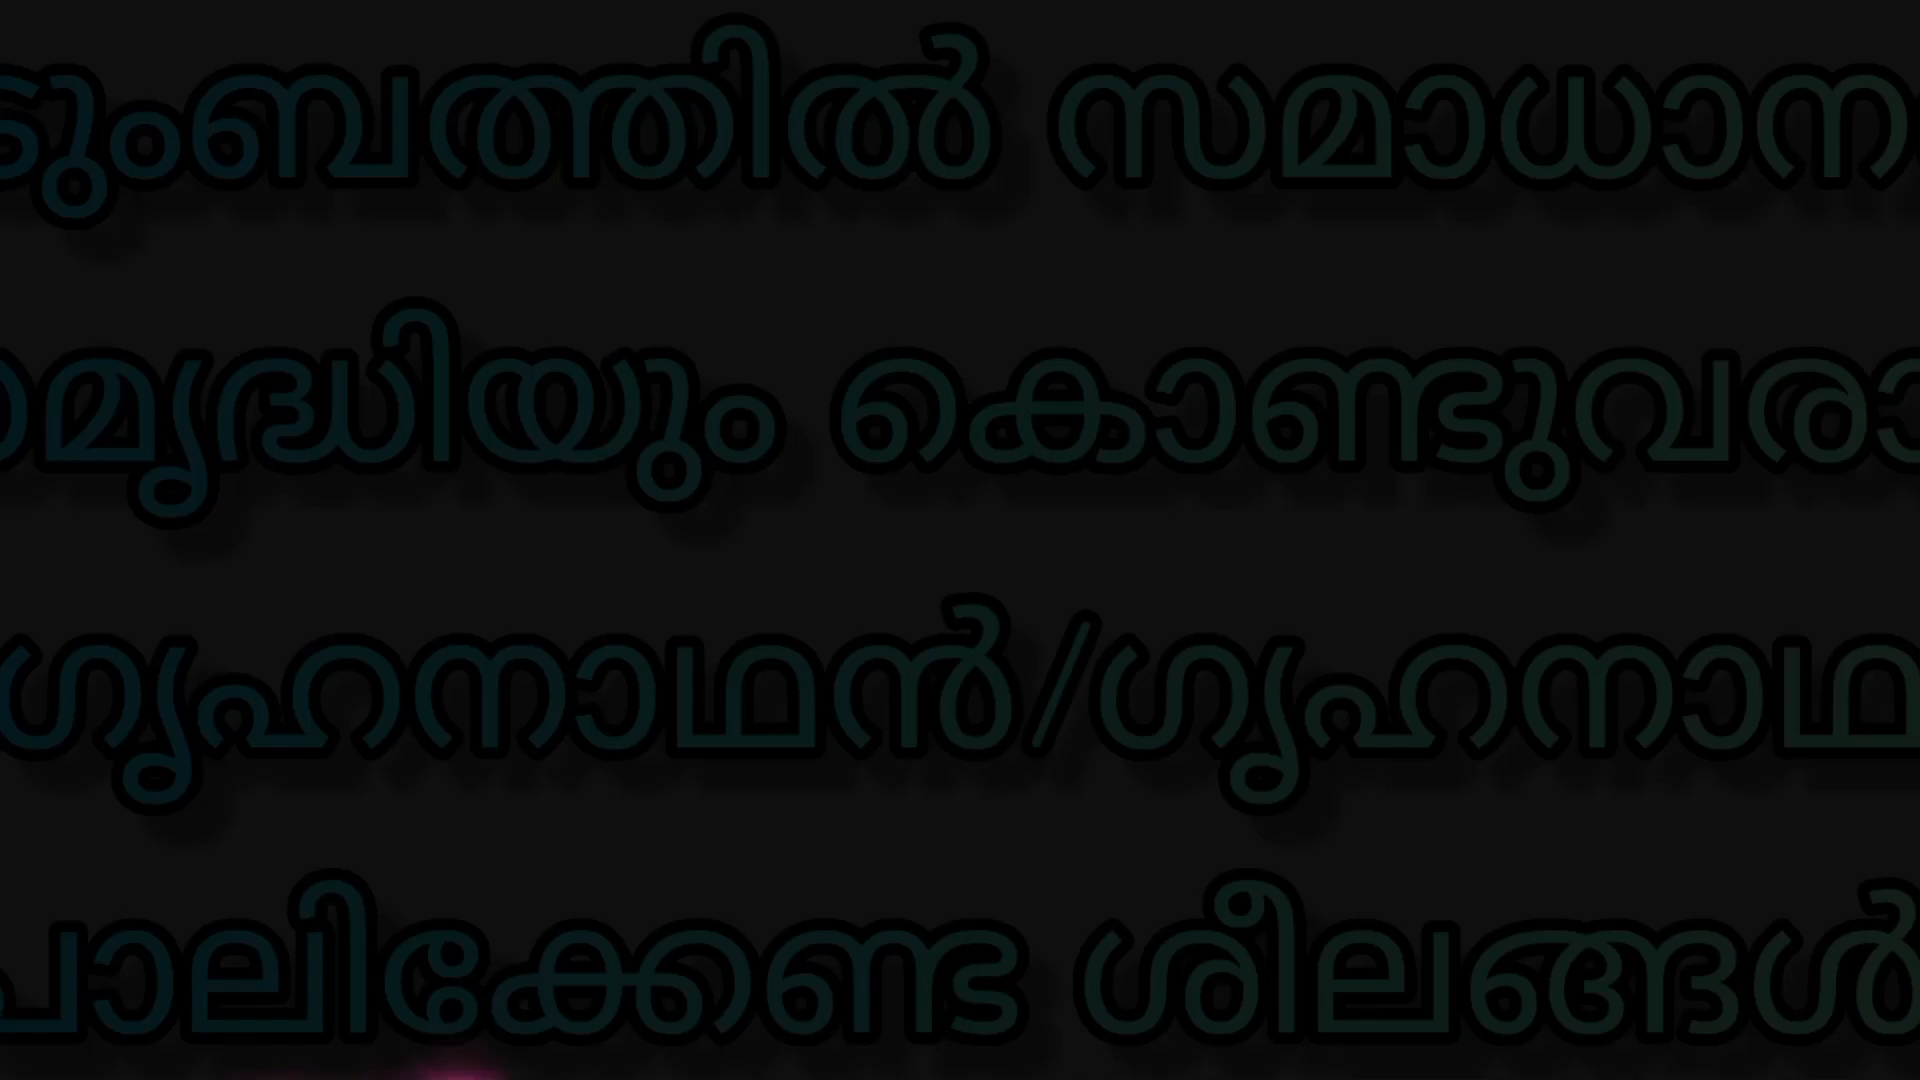 ടുംബത്തിൽ സമാധാന
മൃദ്ധിയും കൊണ്ടുവരാ
ഗൃഹനാഥൻ/ഗൃഹനാഥ
പാലിക്കേണ്ട ശീലങ്ങൾ